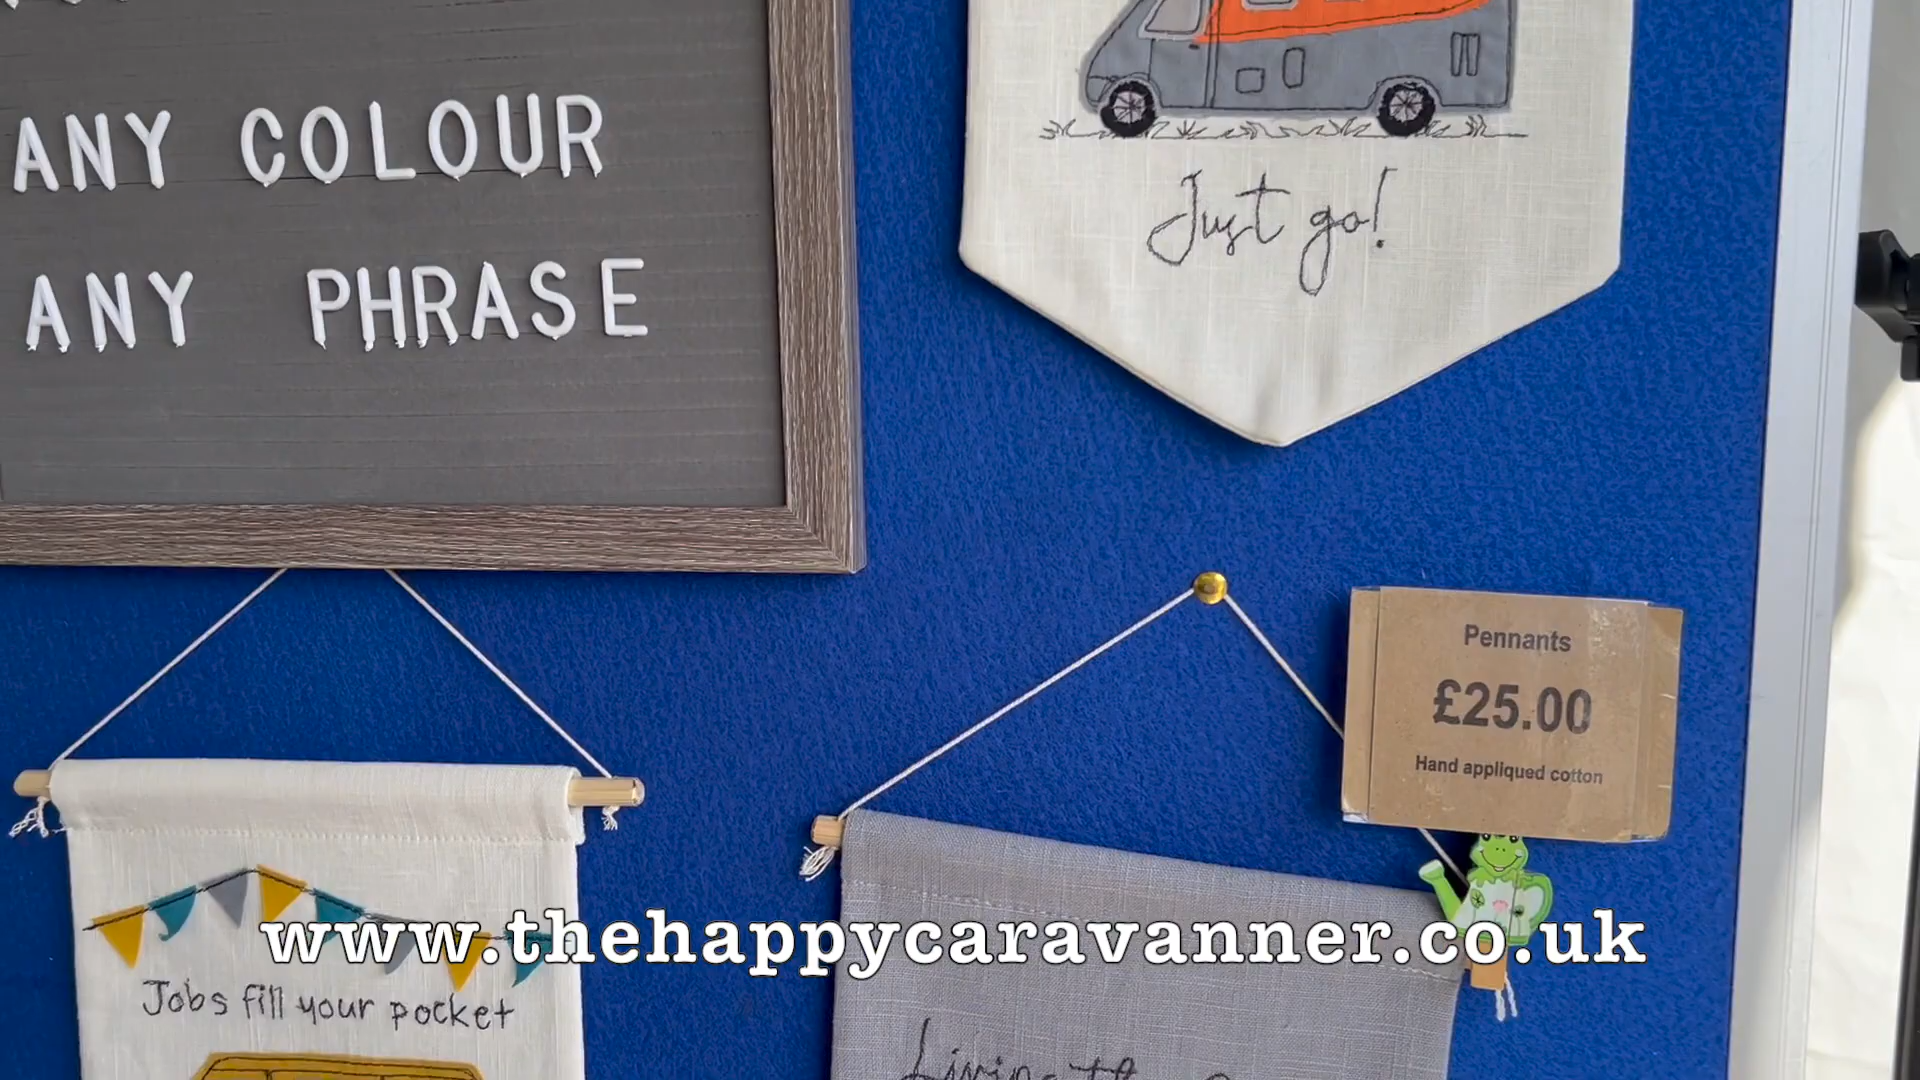 ANY COLOUR
ANY PHRASE
Just go!
Pennants
£25.00
Hand appliqued cotton
www.thehappycaravanner.co.uk
Jobs fill your pocket
Living